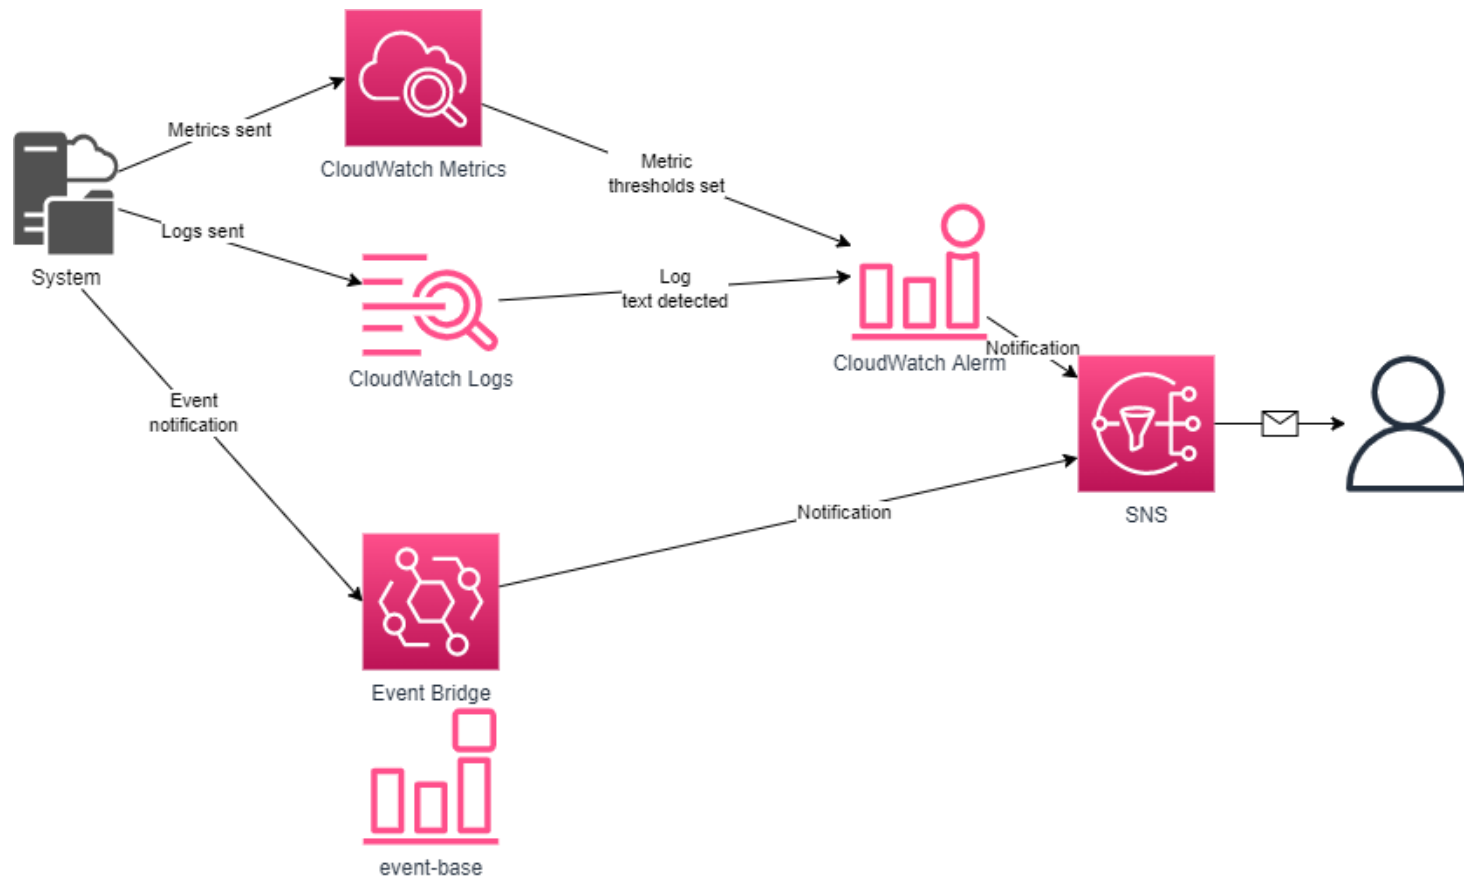 Metrics sent
CloudWatch Metrics
Metric
thresholds set
Logs sent
System
Log
text detected
CloudWatch Logs
CloudWatch Alerm
Notification
Event
notification
Notification
SNS
Event Bridge
event-base